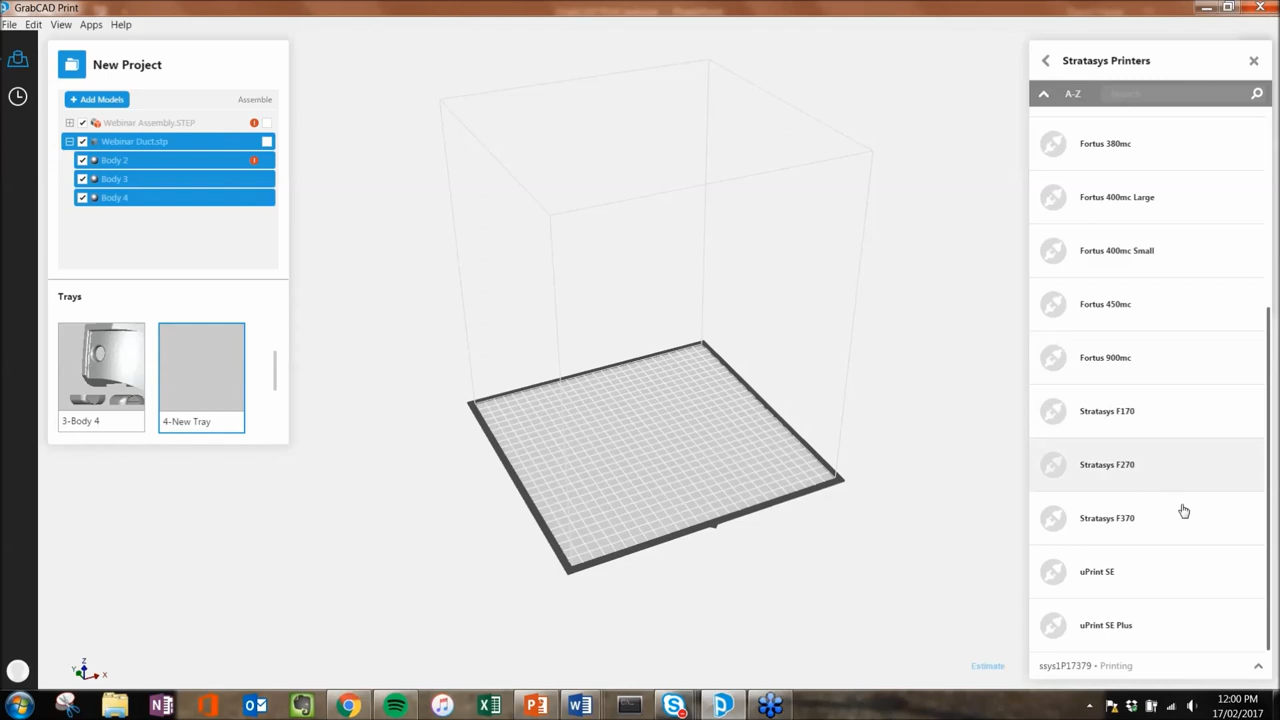 GrabCAD Print
File Edit View Apps Help
New Project
+ Add Models
Assemble
Webinar Assembly.STEP
Webinar Duct.stp
Body 2
Body 3
Body 4
Trays
3-Body 4
4-New Tray
Z
Y
X
Estimate
Stratasys Printers
A-Z
Search
Fortus 380mc
Fortus 400mc Large
Fortus 400mc Small
Fortus 450mc
Fortus 900mc
Stratasys F170
Stratasys F270
Stratasys F370
uPrint SE
uPrint SE Plus
ssys1P17379 • Printing
12:00 PM
17/02/2017